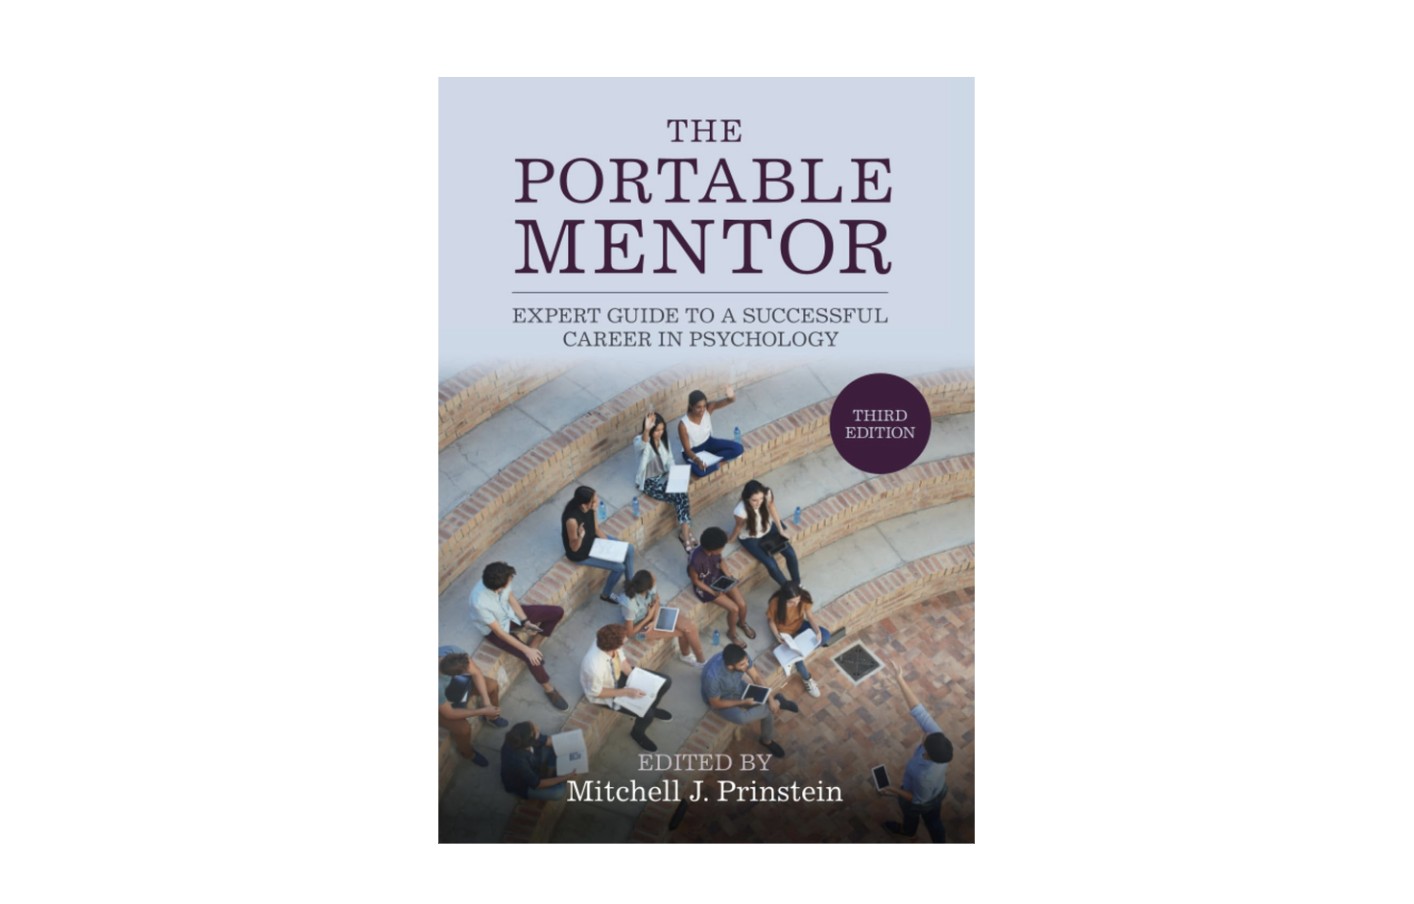 THE
PORTABLE
MENTOR
EXPERT GUIDE TO A SUCCESSFUL
CAREER IN PSYCHOLOGY
THIRD
EDITION
EDITED BY
Mitchell J. Prinstein